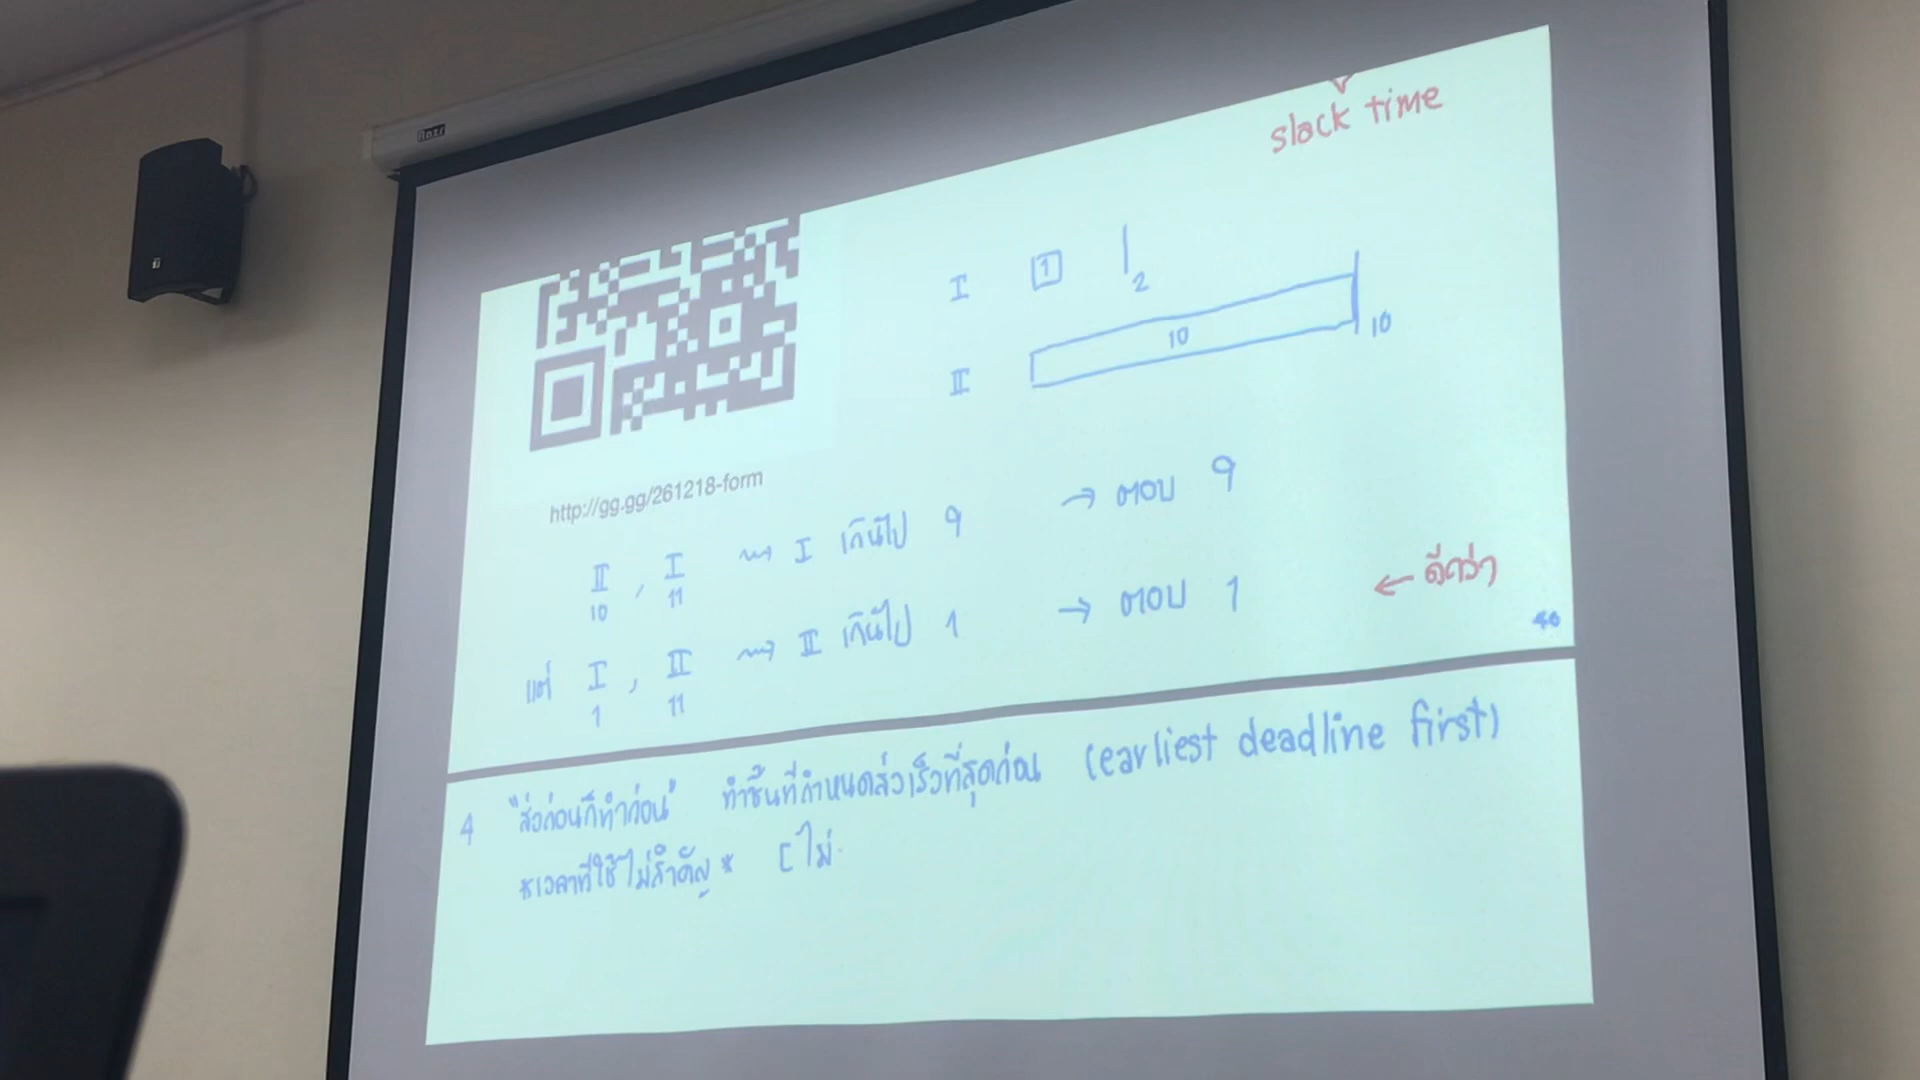 slack time
I 1 2
II 10 10
http://gg.gg/261218-form
II , I ⟿ I เกินไป 9 → ตอบ 9
10 11
แต่ I , II ⟿ II เกินไป 1 → ตอบ 1 ← ดีกว่า
1 11
40
4 "ส่งก่อนก็ทำก่อน" ทำชิ้นที่กำหนดส่งเร็วที่สุดก่อน (earliest deadline first)
*เวลาที่ใช้ไม่สำคัญ* [ไม่